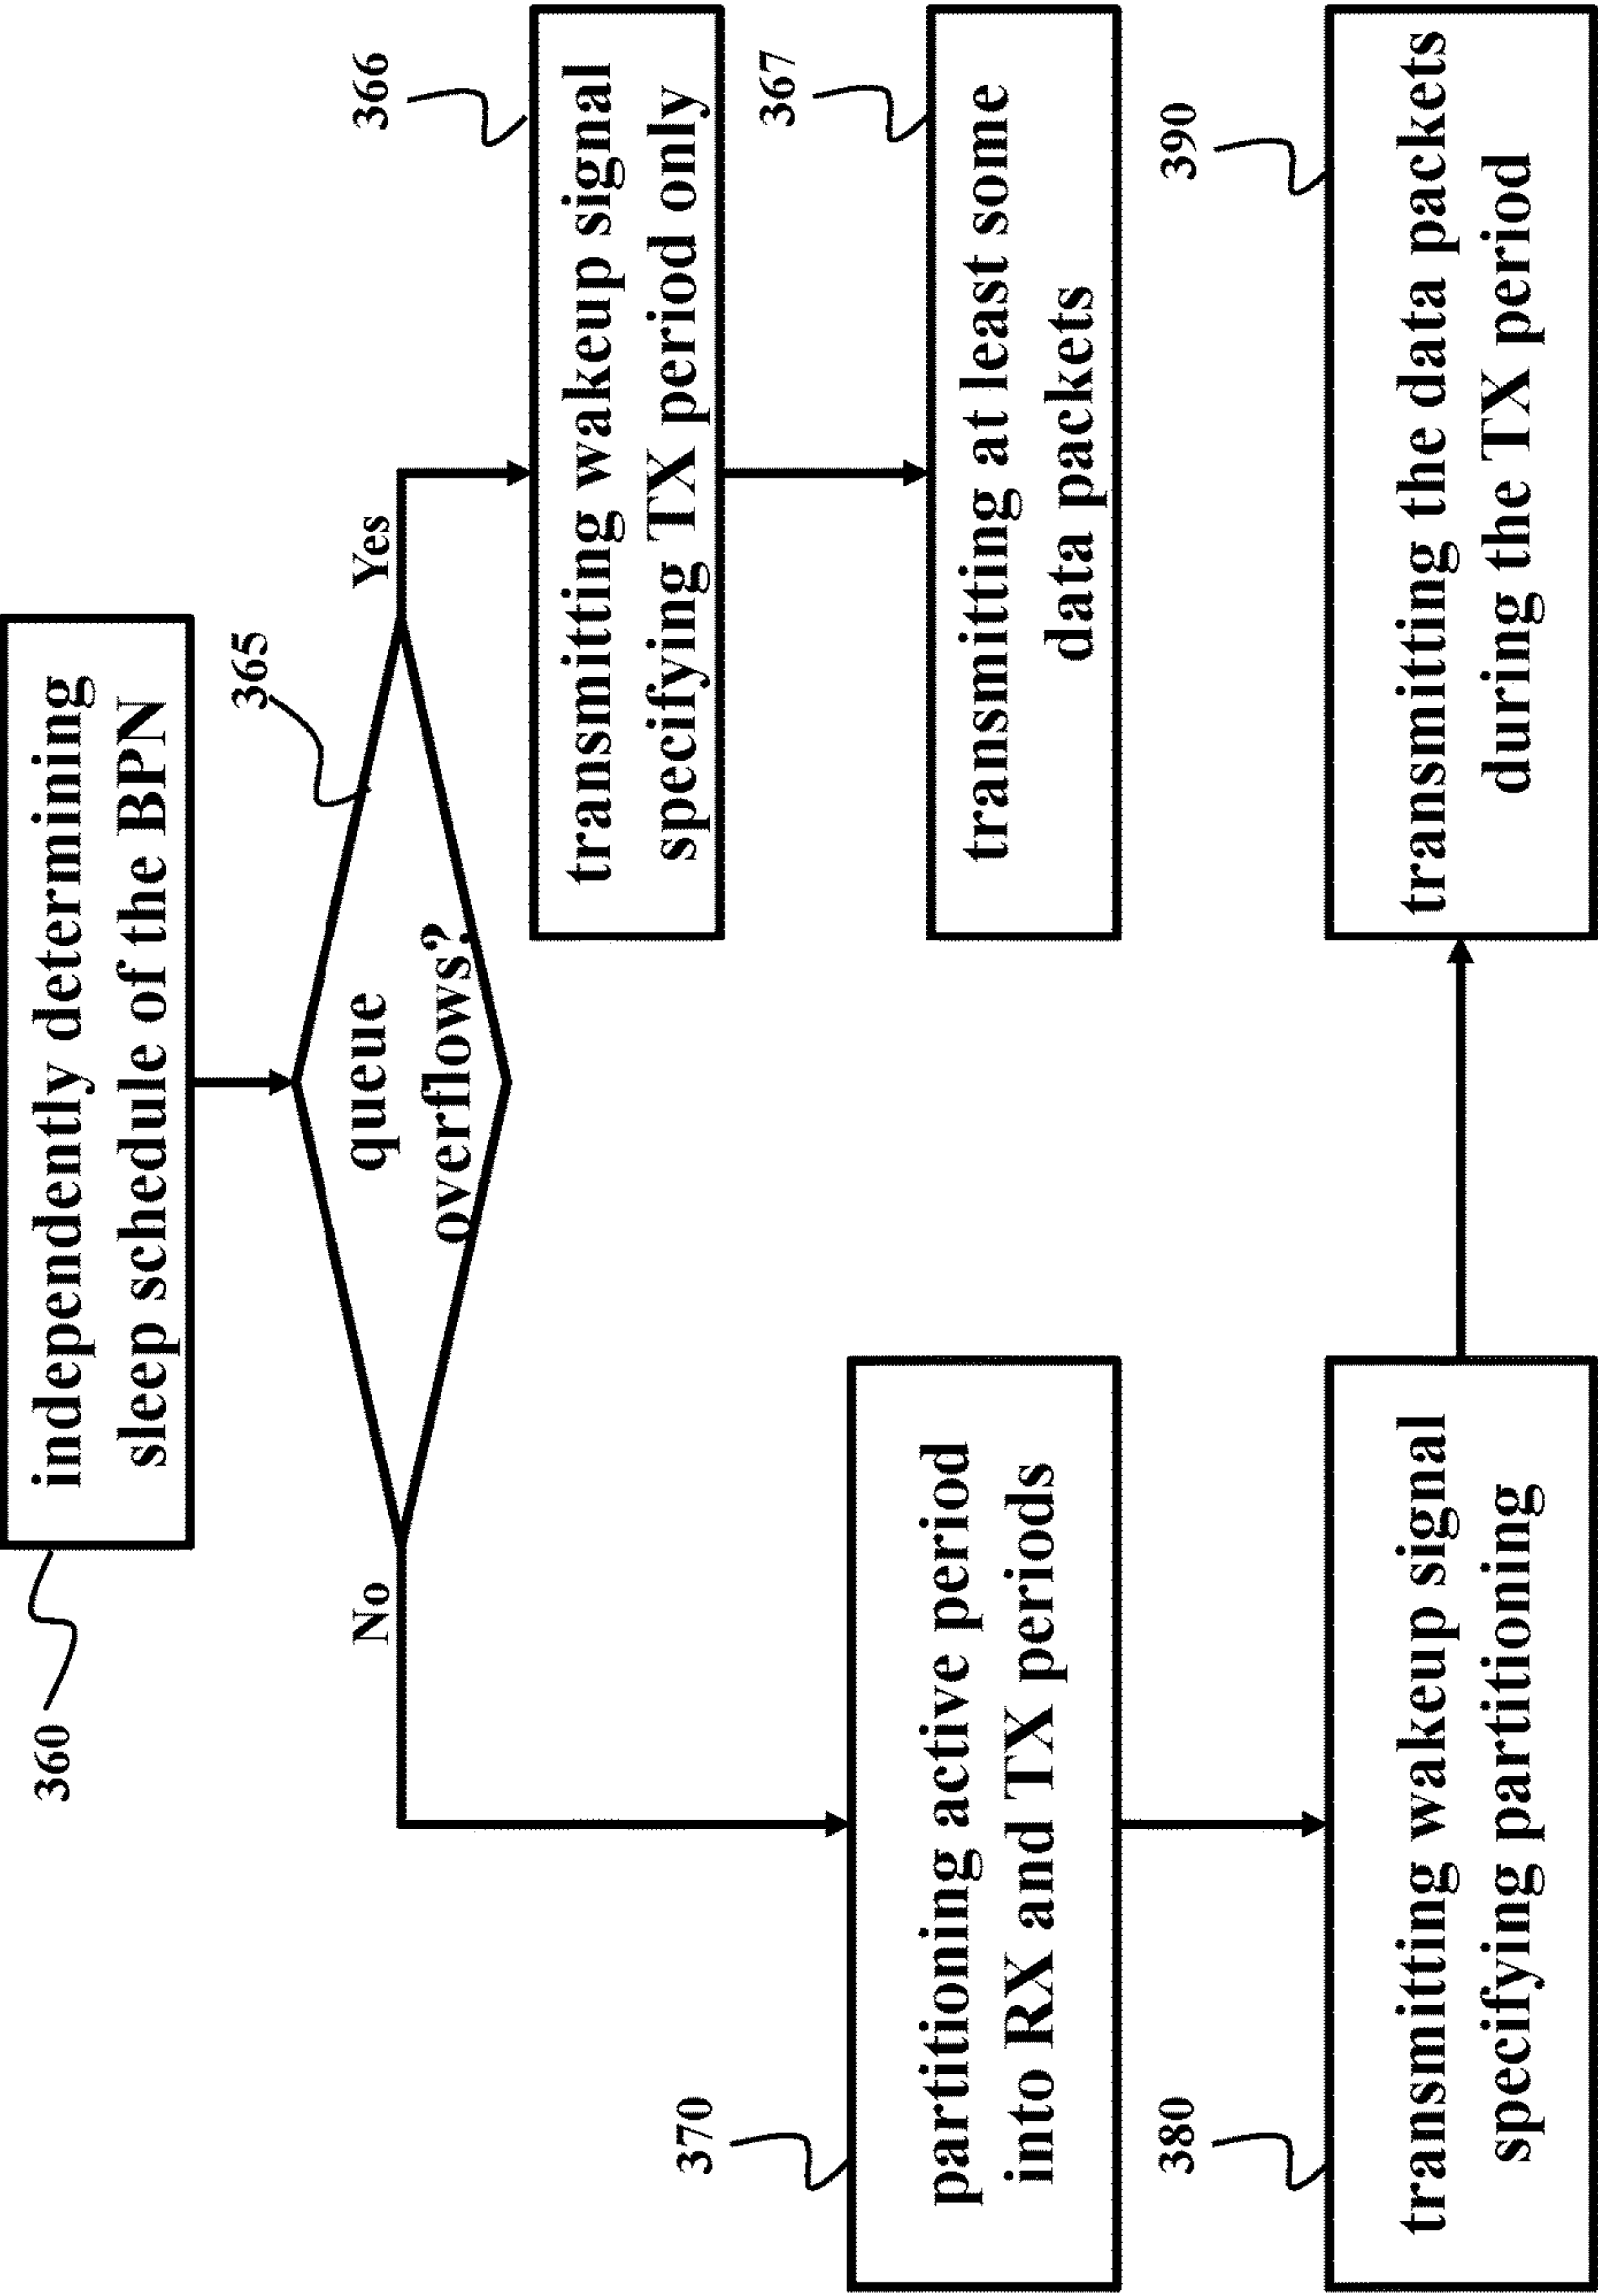 360
independently determining
sleep schedule of the BPN
365
queue
overflows?
No
Yes
366
transmitting wakeup signal
specifying TX period only
367
transmitting at least some
data packets
370
partitioning active period
into RX and TX periods
380
transmitting wakeup signal
specifying partitioning
390
transmitting the data packets
during the TX period